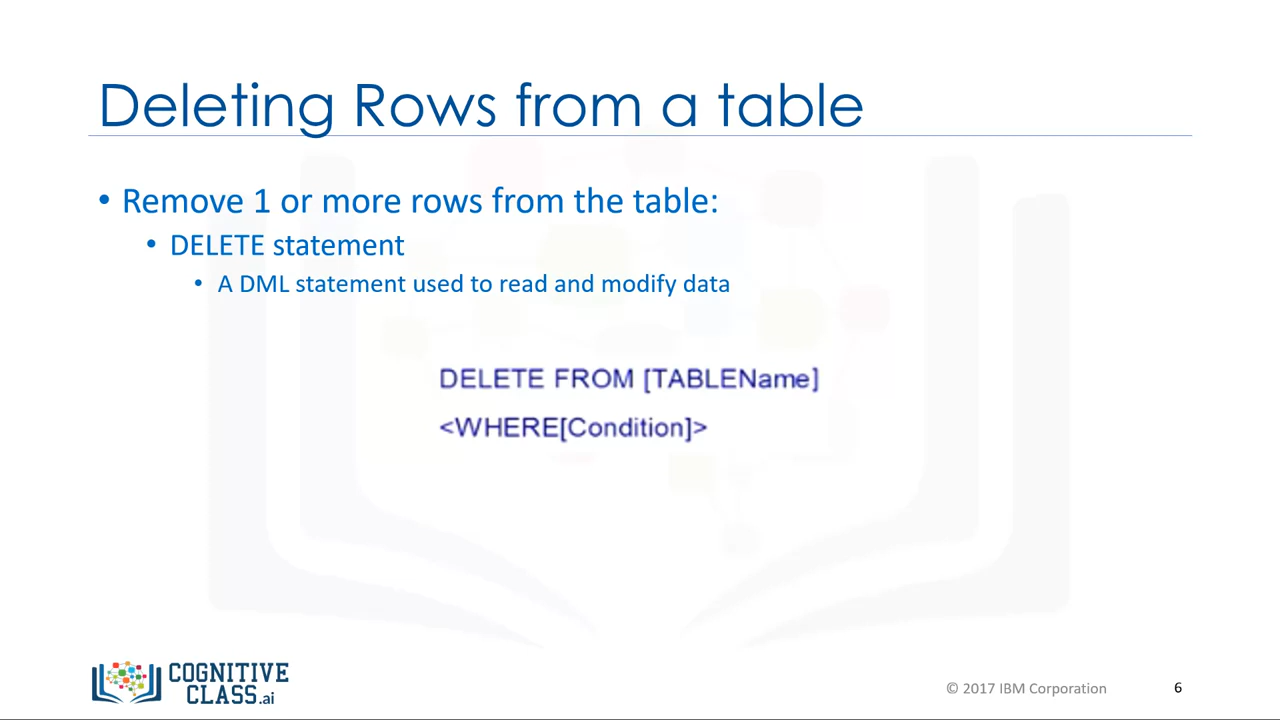 Deleting Rows from a table
• Remove 1 or more rows from the table:
• DELETE statement
• A DML statement used to read and modify data
DELETE FROM [TABLEName]
<WHERE[Condition]>
COGNITIVE
CLASS.ai
© 2017 IBM Corporation
6